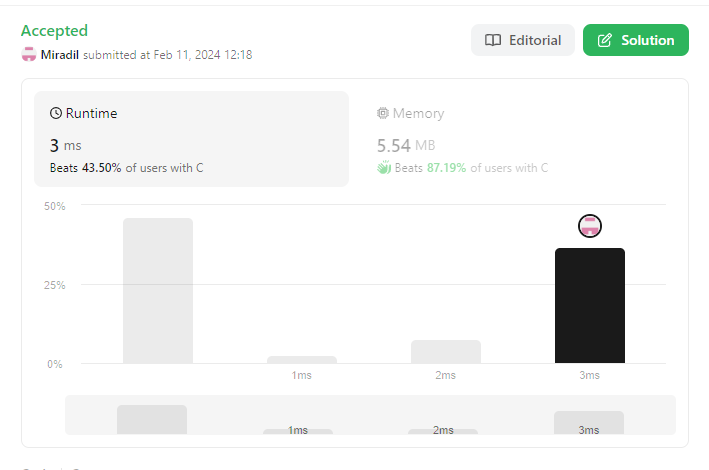 Accepted
Miradil submitted at Feb 11, 2024 12:18
Editorial
Solution
Runtime
3 ms
Beats 43.50% of users with C
Memory
5.54 MB
Beats 87.19% of users with C
50%
25%
0%
1ms 2ms 3ms
1ms 2ms 3ms